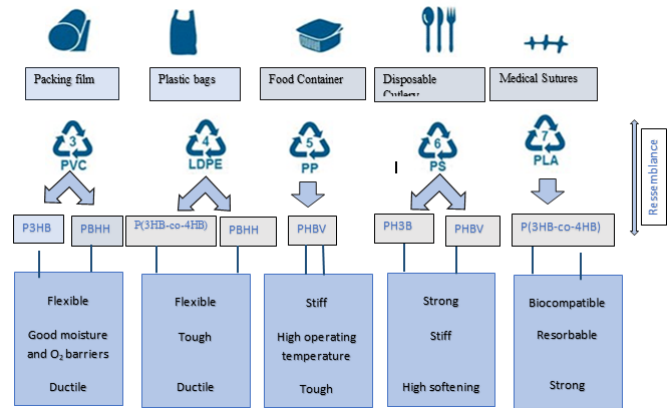 Packing film
Plastic bags
Food Container
Disposable
Cutlery
Medical Sutures
3
PVC
4
LDPE
5
PP
6
PS
7
PLA
Ressemblance
P3HB
PBHH
P(3HB-co-4HB)
PBHH
PHBV
PH3B
PHBV
P(3HB-co-4HB)
Flexible
Good moisture
and O₂ barriers
Ductile
Flexible
Tough
Ductile
Stiff
High operating
temperature
Tough
Strong
Stiff
High softening
Biocompatible
Resorbable
Strong